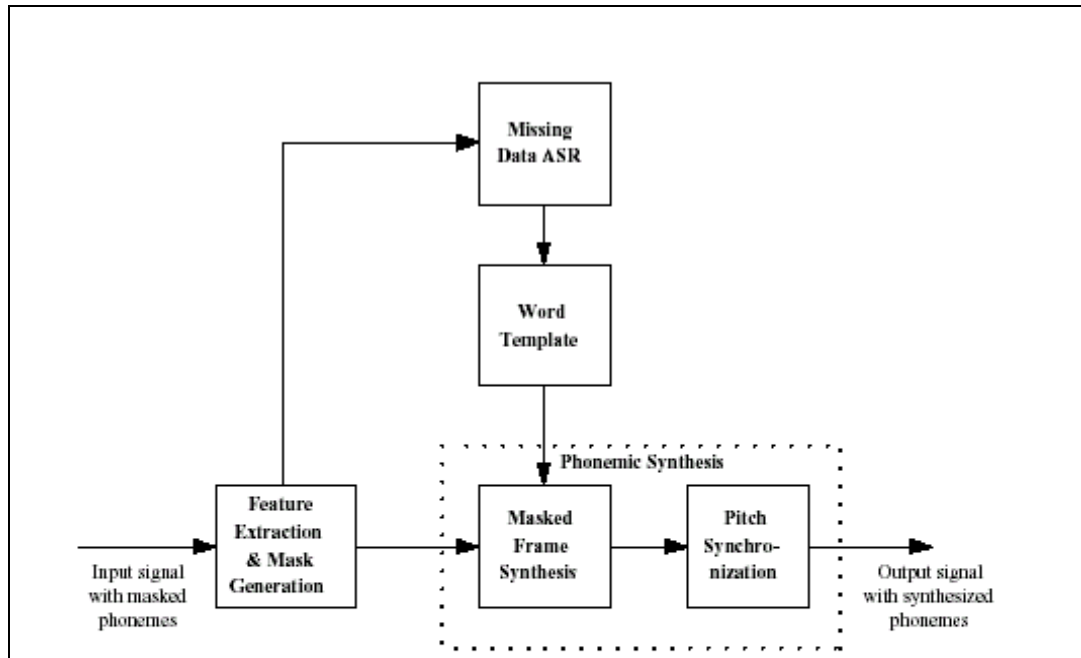 Missing
Data ASR
Word
Template
Phonemic Synthesis
Feature
Extraction
& Mask
Generation
Masked
Frame
Synthesis
Pitch
Synchro-
nization
Input signal
with masked
phonemes
Output signal
with synthesized
phonemes